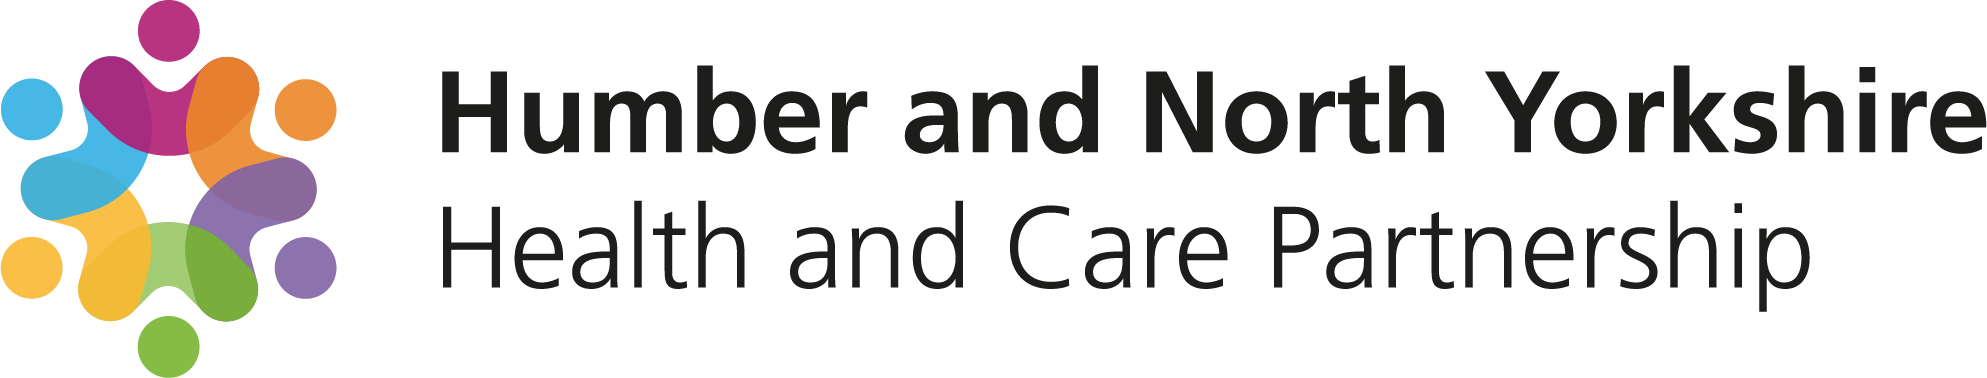 Humber and North Yorkshire
Health and Care Partnership